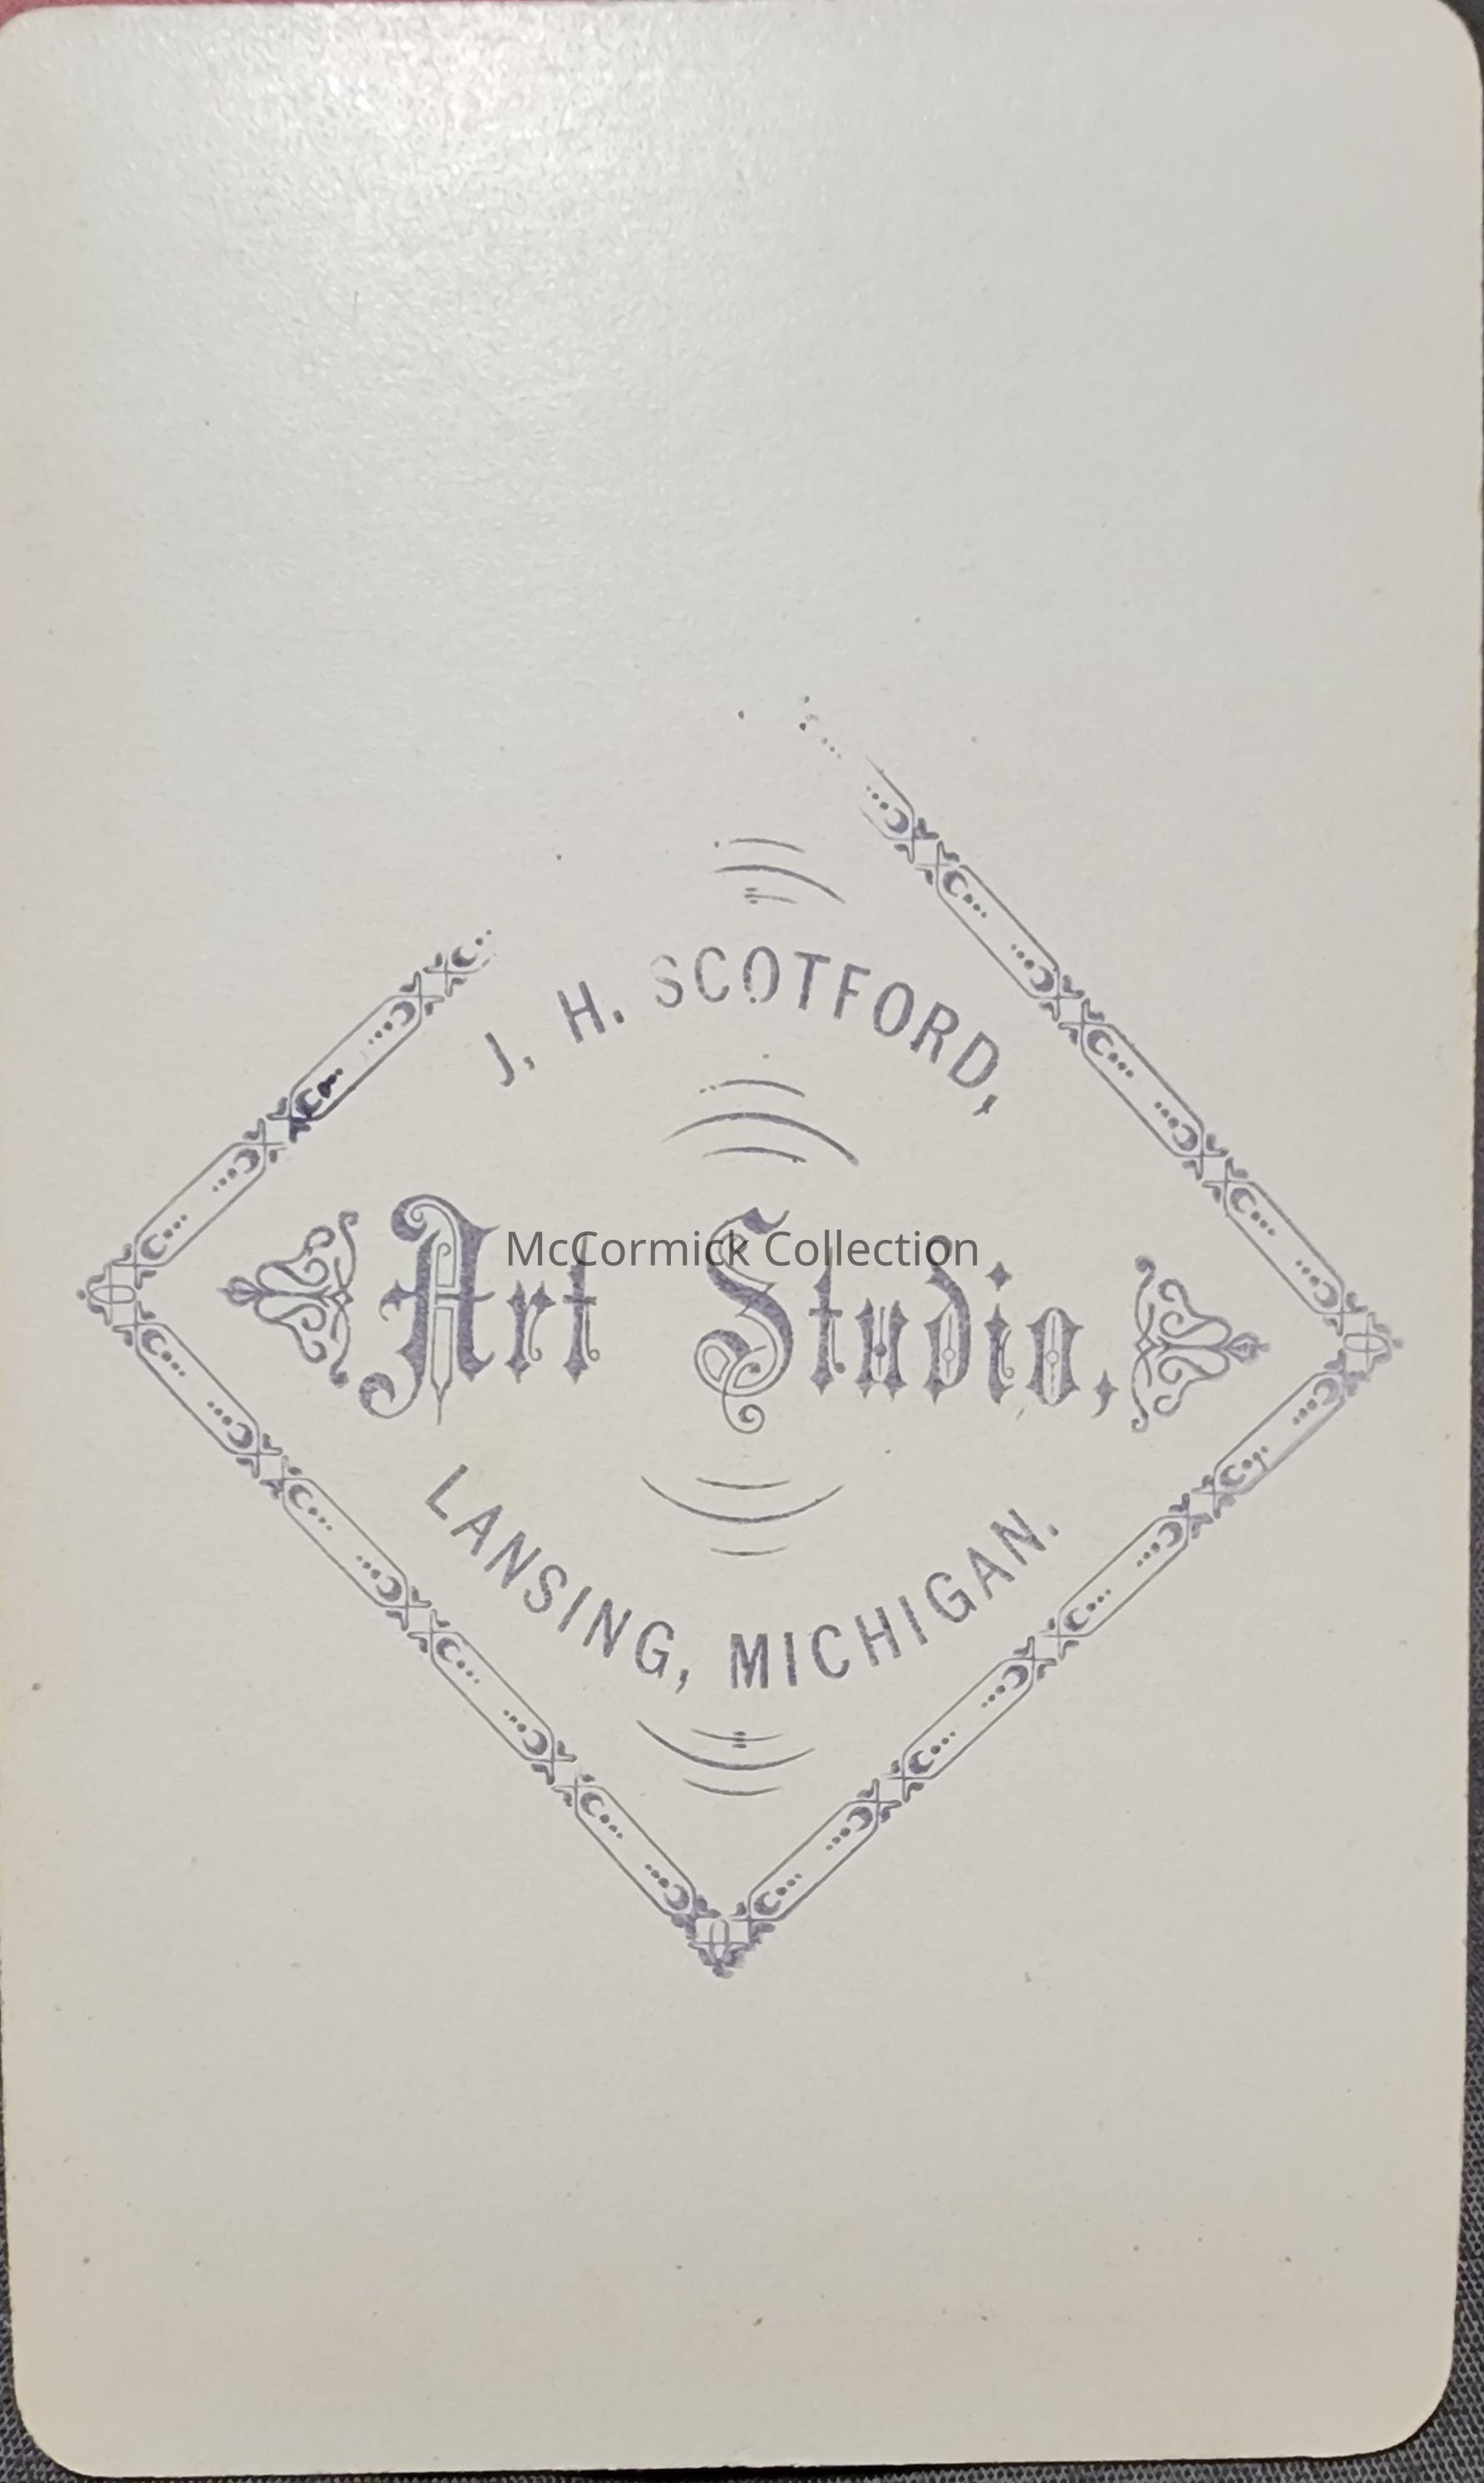 J. H. SCOTFORD,
Art Studio,
McCormick Collection
LANSING, MICHIGAN.